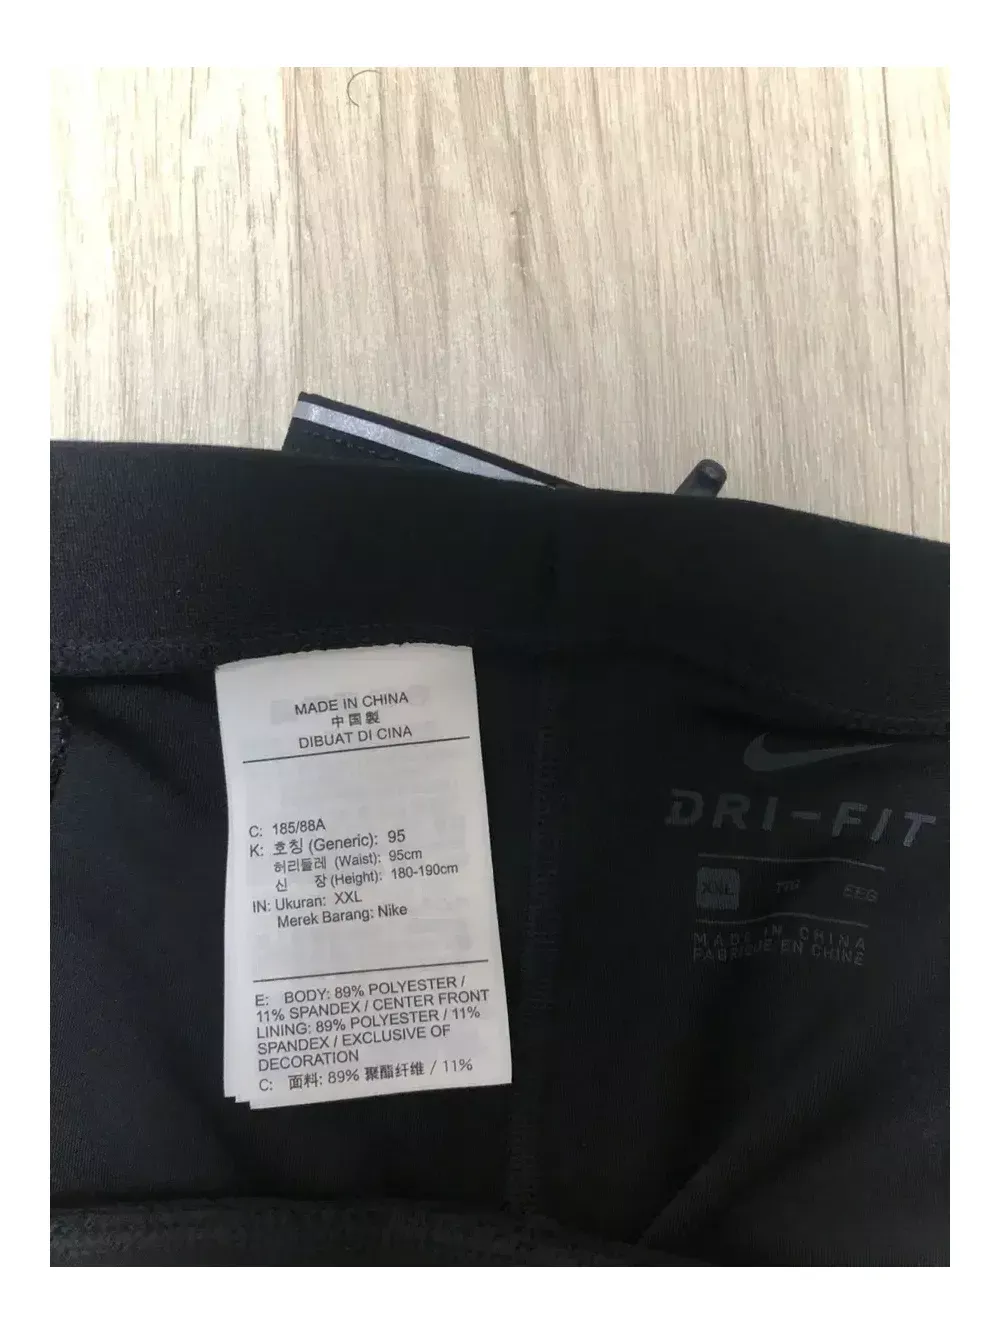 MADE IN CHINA
中国製
DIBUAT DI CINA
C: 185/88A
K: 호칭 (Generic): 95
허리둘레 (Waist): 95cm
신 장 (Height): 180-190cm
IN: Ukuran: XXL
Merek Barang: Nike
E: BODY: 89% POLYESTER /
11% SPANDEX / CENTER FRONT
LINING: 89% POLYESTER / 11%
SPANDEX / EXCLUSIVE OF
DECORATION
C: 面料: 89% 聚酯纤维 / 11%
DRI-FIT
XXL TTG EEG
MADE IN CHINA
FABRIQUE EN CHINE